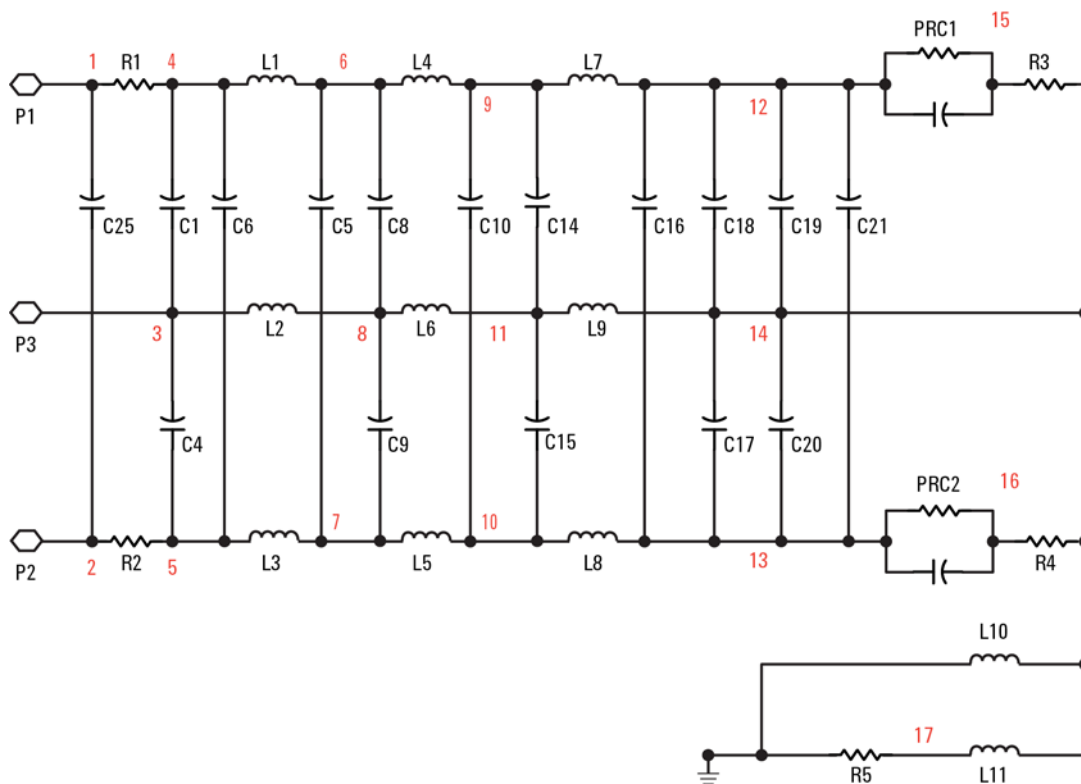 15
PRC1
1 R1 4 L1 6 L4 L7 R3
P1 9 12
C25 C1 C6 C5 C8 C10 C14 C16 C18 C19 C21
P3 3 L2 8 L6 11 L9 14
C4 C9 C15 C17 C20
PRC2 16
7 10
P2 2 R2 5 L3 L5 L8 13 R4
L10
17
R5 L11